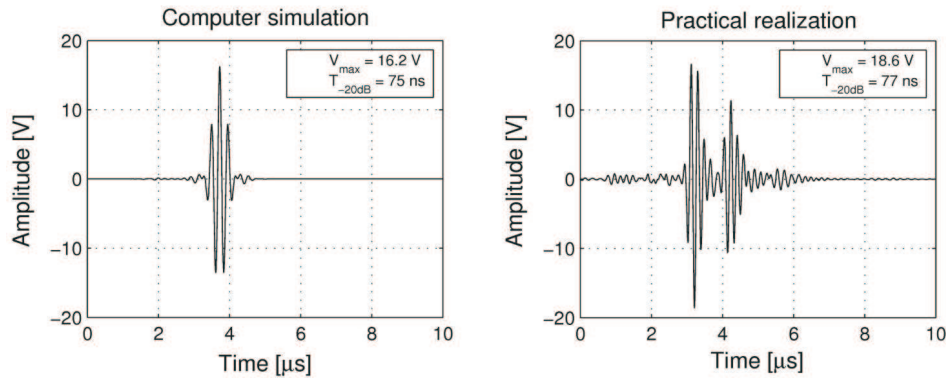 Computer simulation
Amplitude [V]
20
10
0
−10
−20
V_max = 16.2 V
T_−20dB = 75 ns
0 2 4 6 8 10
Time [μs]
Practical realization
Amplitude [V]
20
10
0
−10
−20
V_max = 18.6 V
T_−20dB = 77 ns
0 2 4 6 8 10
Time [μs]